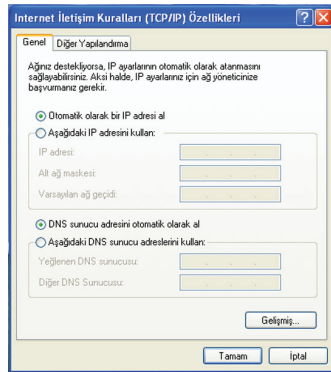 Internet İletişim Kuralları (TCP/IP) Özellikleri
Genel
Diğer Yapılandırma
Ağınız destekliyorsa, IP ayarlarının otomatik olarak atanmasını
sağlayabilirsiniz. Aksi halde, IP ayarlarınız için ağ yöneticinize
başvurmanız gerekir.
Otomatik olarak bir IP adresi al
Aşağıdaki IP adresini kullan:
IP adresi:
Alt ağ maskesi:
Varsayılan ağ geçidi:
DNS sunucu adresini otomatik olarak al
Aşağıdaki DNS sunucu adreslerini kullan:
Yeğlenen DNS sunucusu:
Diğer DNS Sunucusu:
Gelişmiş...
Tamam
İptal